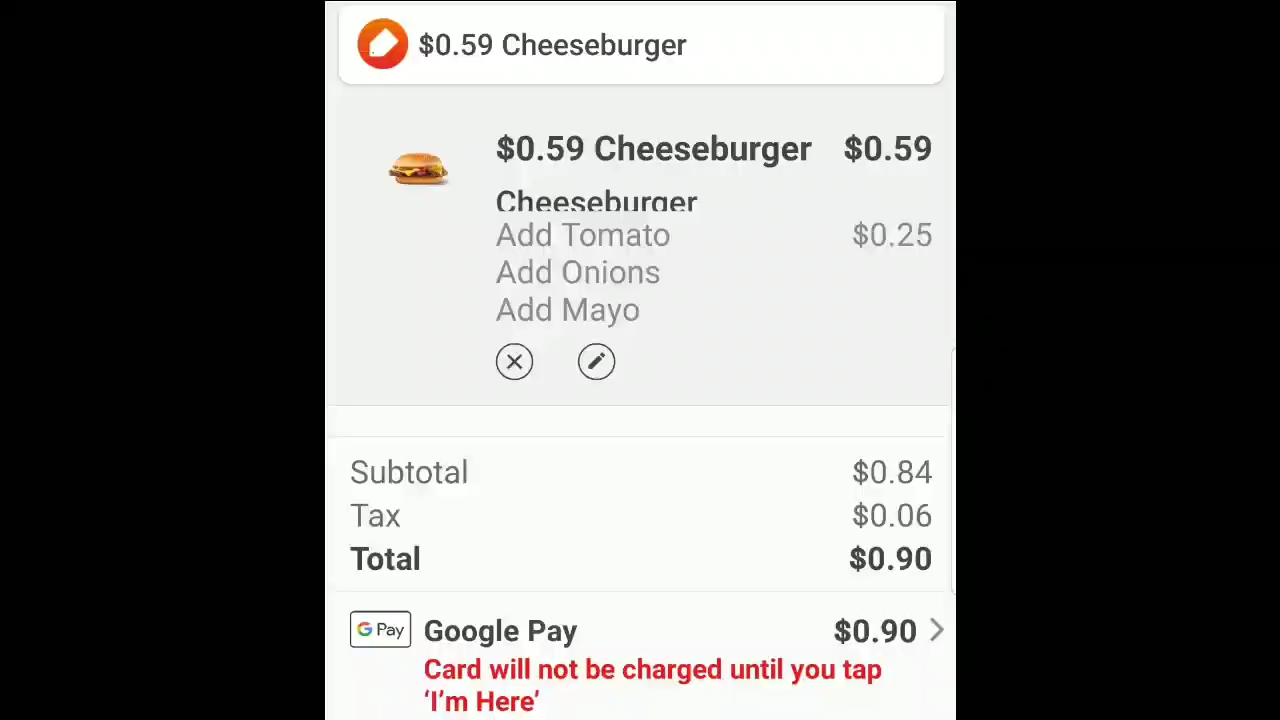 $0.59 Cheeseburger
$0.59 Cheeseburger $0.59
Cheeseburger
Add Tomato $0.25
Add Onions
Add Mayo
Subtotal $0.84
Tax $0.06
Total $0.90
G Pay Google Pay $0.90
Card will not be charged until you tap
‘I’m Here’